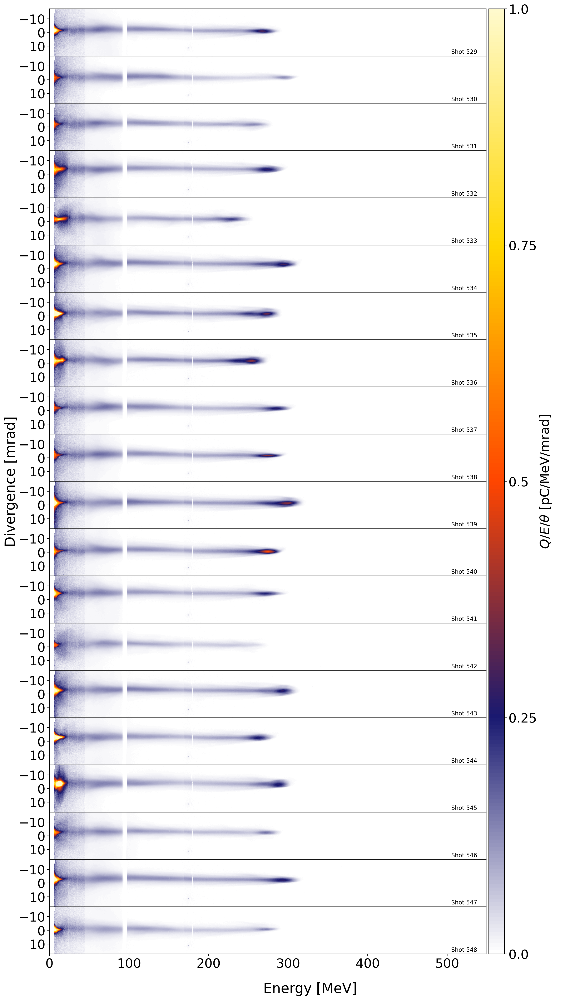 Divergence [mrad]
−10
0
10
Shot 529
−10
0
10
Shot 530
−10
0
10
Shot 531
−10
0
10
Shot 532
−10
0
10
Shot 533
−10
0
10
Shot 534
−10
0
10
Shot 535
−10
0
10
Shot 536
−10
0
10
Shot 537
−10
0
10
Shot 538
−10
0
10
Shot 539
−10
0
10
Shot 540
−10
0
10
Shot 541
−10
0
10
Shot 542
−10
0
10
Shot 543
−10
0
10
Shot 544
−10
0
10
Shot 545
−10
0
10
Shot 546
−10
0
10
Shot 547
−10
0
10
Shot 548
0 100 200 300 400 500
Energy [MeV]
1.0
0.75
0.5
0.25
0.0
Q/E/θ [pC/MeV/mrad]